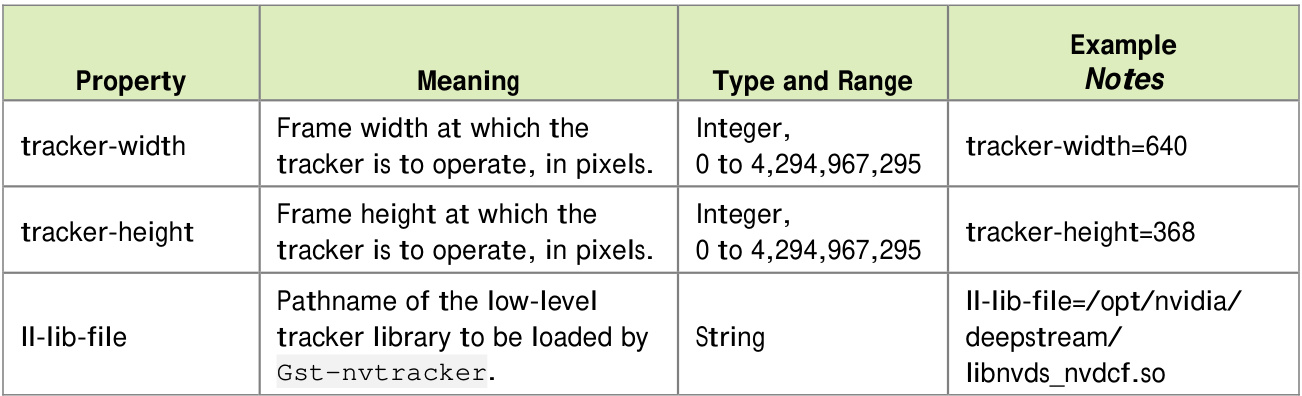 Property
Meaning
Type and Range
Example
Notes
tracker-width
Frame width at which the
tracker is to operate, in pixels.
Integer,
0 to 4,294,967,295
tracker-width=640
tracker-height
Frame height at which the
tracker is to operate, in pixels.
Integer,
0 to 4,294,967,295
tracker-height=368
ll-lib-file
Pathname of the low-level
tracker library to be loaded by
Gst-nvtracker.
String
ll-lib-file=/opt/nvidia/
deepstream/
libnvds_nvdcf.so